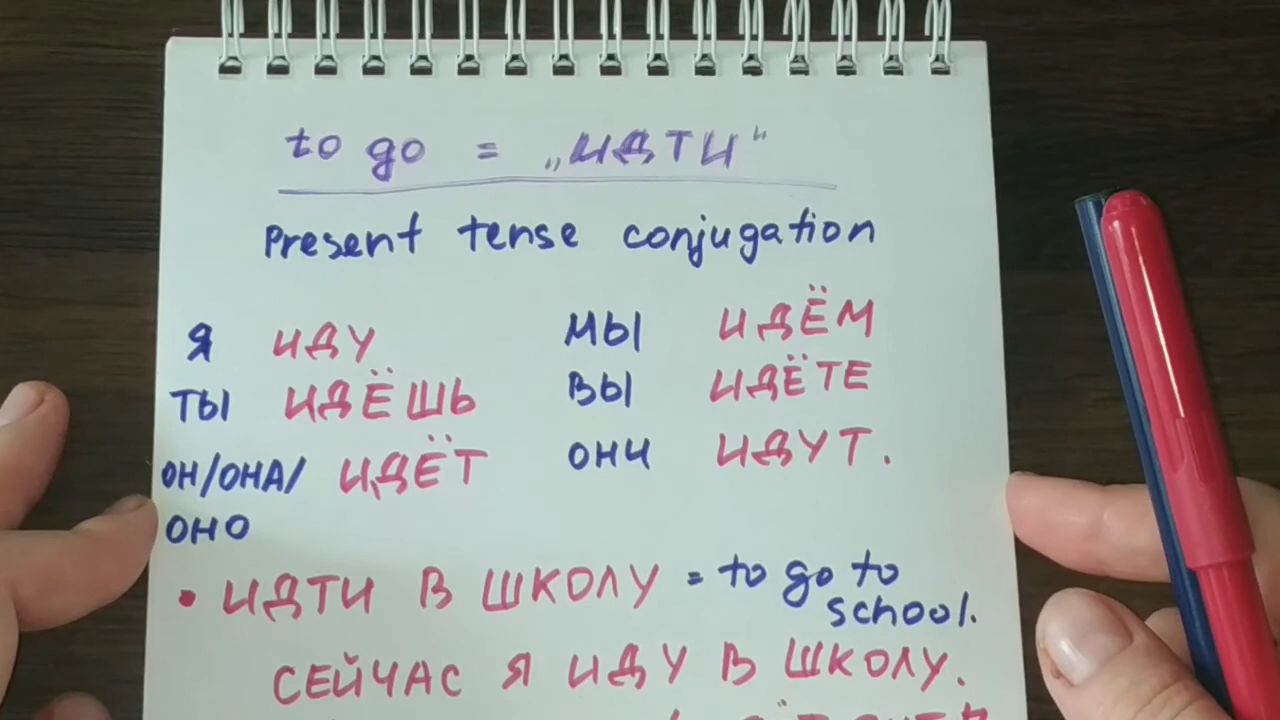 to go = „ИДТИ"
Present tense conjugation
Я ИДУ МЫ ИДЁМ
ТЫ ИДЁШЬ ВЫ ИДЁТЕ
ОН/ОНА/ ИДЁТ ОНИ ИДУТ.
ОНО
• ИДТИ В ШКОЛУ = to go to
school.
СЕЙЧАС Я ИДУ В ШКОЛУ.